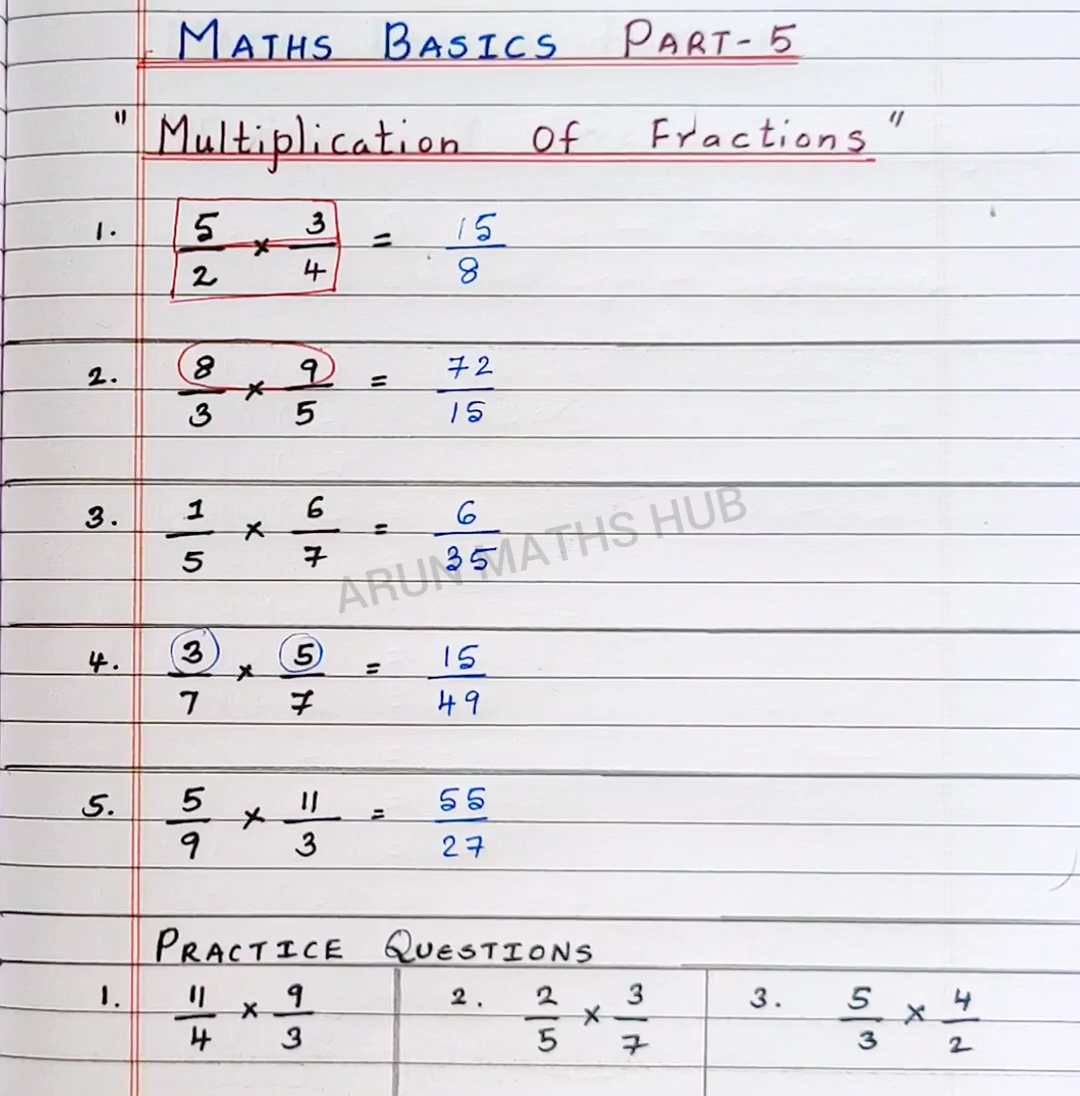 MATHS BASICS PART-5
" Multiplication Of Fractions "
1. 5/2 × 3/4 = 15/8
2. 8/3 × 9/5 = 72/15
3. 1/5 × 6/7 = 6/35
ARUN MATHS HUB
4. 3/7 × 5/7 = 15/49
5. 5/9 × 11/3 = 55/27
PRACTICE QUESTIONS
1. 11/4 × 9/3 2. 2/5 × 3/7 3. 5/3 × 4/2